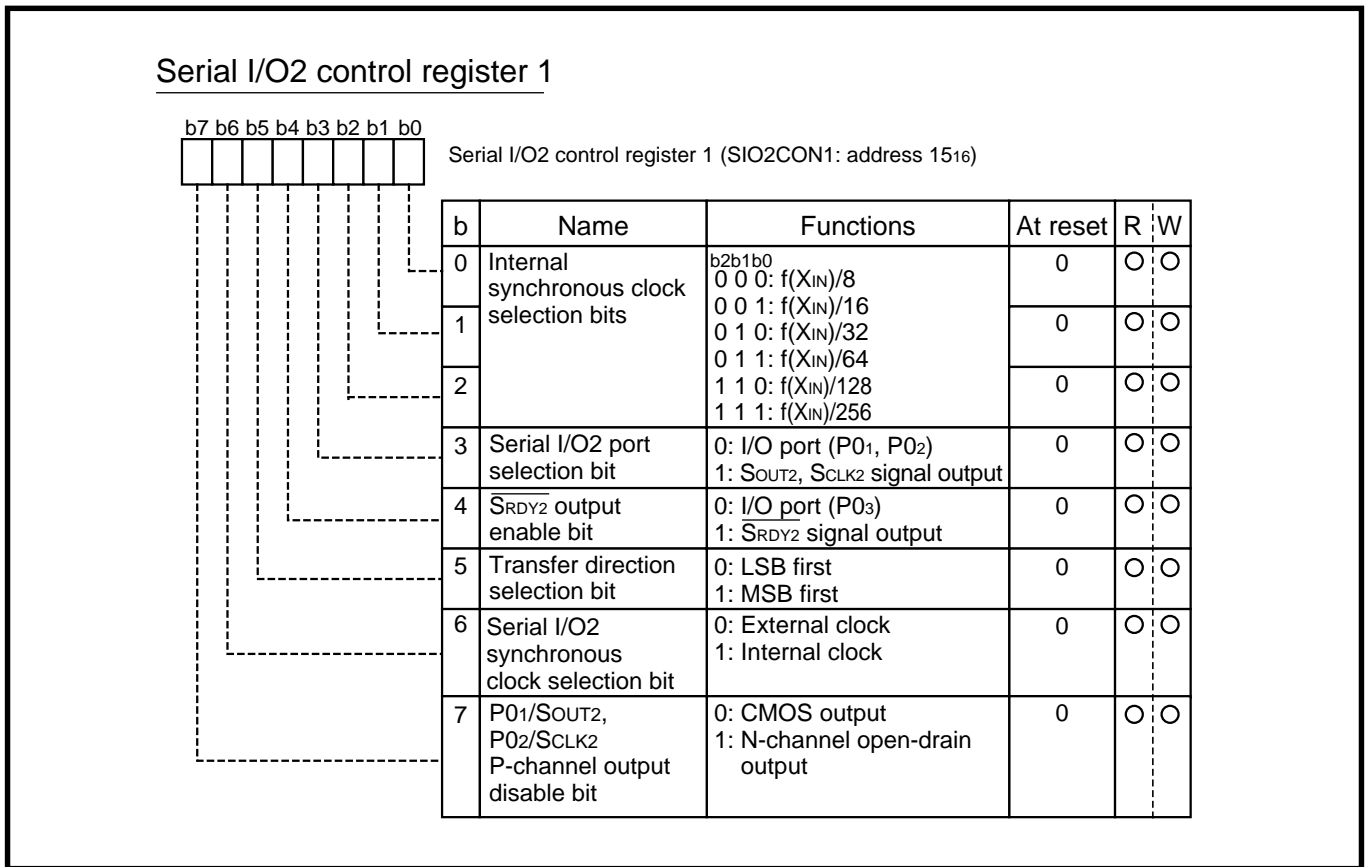 Serial I/O2 control register 1
b7 b6 b5 b4 b3 b2 b1 b0
Serial I/O2 control register 1 (SIO2CON1: address 1516)
b Name Functions At reset R W
0 Internal synchronous clock selection bits
b2b1b0
0 0 0: f(XIN)/8
0 0 1: f(XIN)/16
0 1 0: f(XIN)/32
0 1 1: f(XIN)/64
1 1 0: f(XIN)/128
1 1 1: f(XIN)/256
0 O O
1 0 O O
2 0 O O
3 Serial I/O2 port
selection bit
0: I/O port (P01, P02)
1: SOUT2, SCLK2 signal output
0 O O
4 SRDY2 output
enable bit
0: I/O port (P03)
1: SRDY2 signal output
0 O O
5 Transfer direction
selection bit
0: LSB first
1: MSB first
0 O O
6 Serial I/O2
synchronous
clock selection bit
0: External clock
1: Internal clock
0 O O
7 P01/SOUT2,
P02/SCLK2
P-channel output
disable bit
0: CMOS output
1: N-channel open-drain
output
0 O O